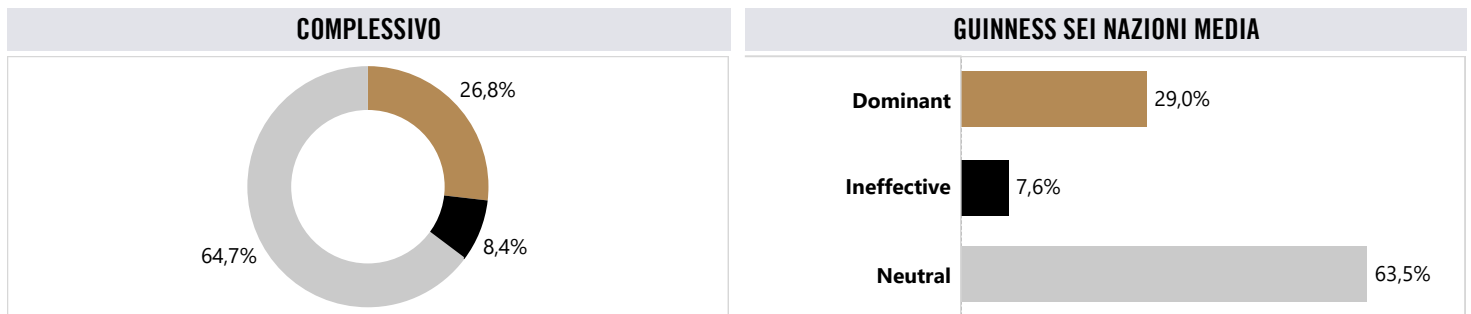 COMPLESSIVO
26,8%
8,4%
64,7%
GUINNESS SEI NAZIONI MEDIA
Dominant 29,0%
Ineffective 7,6%
Neutral 63,5%